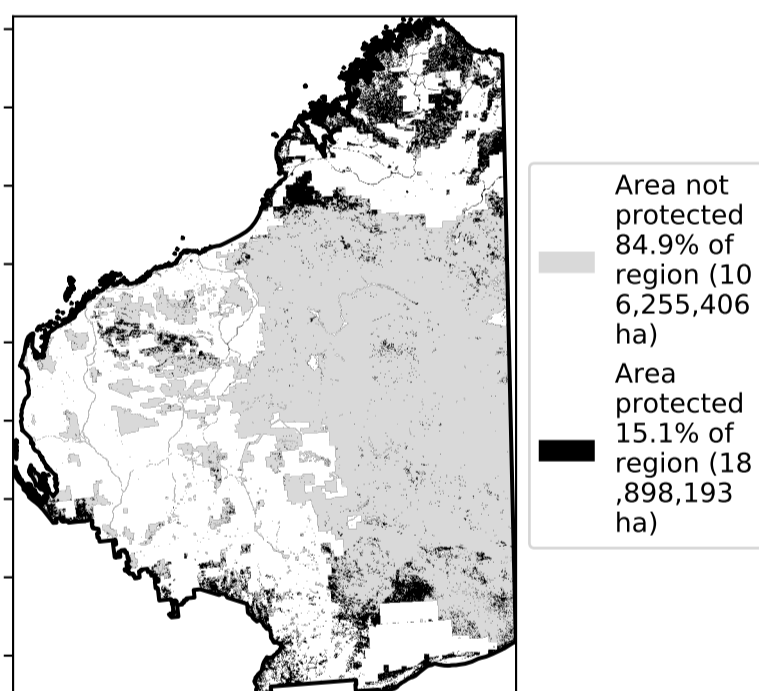 Area not
protected
84.9% of
region (10
6,255,406
ha)
Area
protected
15.1% of
region (18
,898,193
ha)